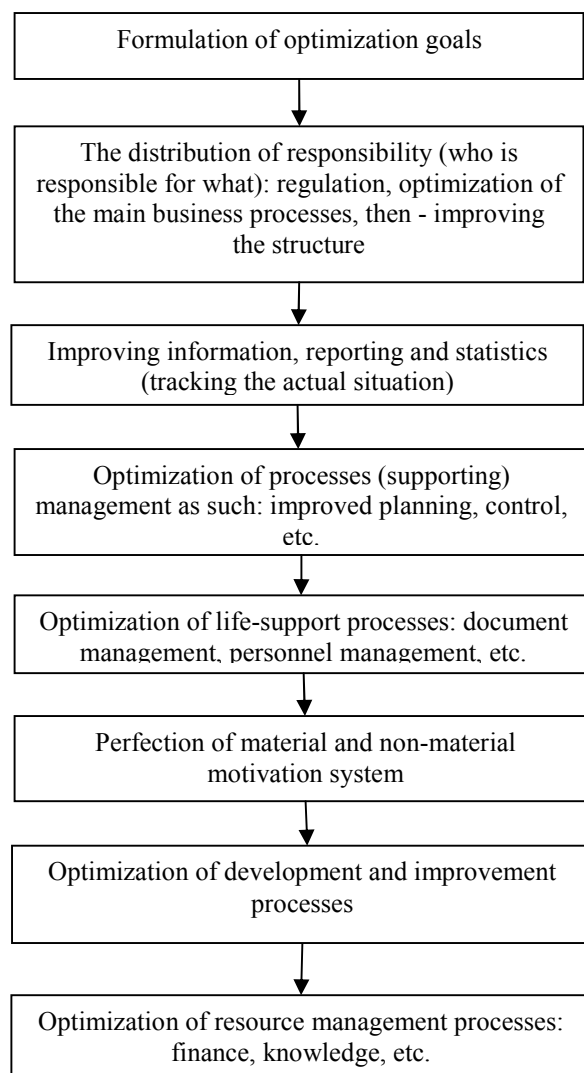 Formulation of optimization goals
The distribution of responsibility (who is
responsible for what): regulation, optimization of
the main business processes, then - improving
the structure
Improving information, reporting and statistics
(tracking the actual situation)
Optimization of processes (supporting)
management as such: improved planning, control,
etc.
Optimization of life-support processes: document
management, personnel management, etc.
Perfection of material and non-material
motivation system
Optimization of development and improvement
processes
Optimization of resource management processes:
finance, knowledge, etc.